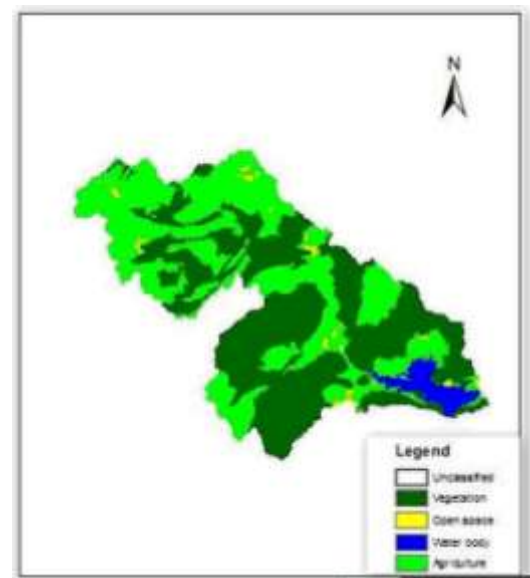 N
Legend
Unclassified
Vegetation
Open space
Water body
Agriculture